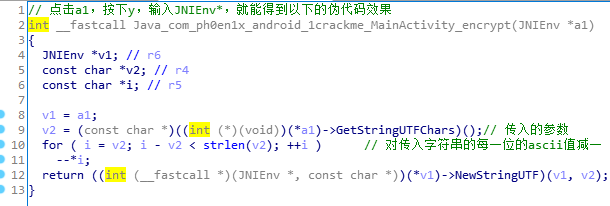 1 // 点击a1，按下y，输入JNIEnv*，就能得到以下的伪代码效果
2 int __fastcall Java_com_ph0en1x_android_1crackme_MainActivity_encrypt(JNIEnv *a1)
3 {
4 JNIEnv *v1; // r6
5 const char *v2; // r4
6 const char *i; // r5
7
8 v1 = a1;
9 v2 = (const char *)((int (*)(void))(*a1)->GetStringUTFChars)();// 传入的参数
10 for ( i = v2; i - v2 < strlen(v2); ++i ) // 对传入字符串的每一位的ascii值减一
11 --*i;
12 return ((int (__fastcall *)(JNIEnv *, const char *))(*v1)->NewStringUTF)(v1, v2);
13 }